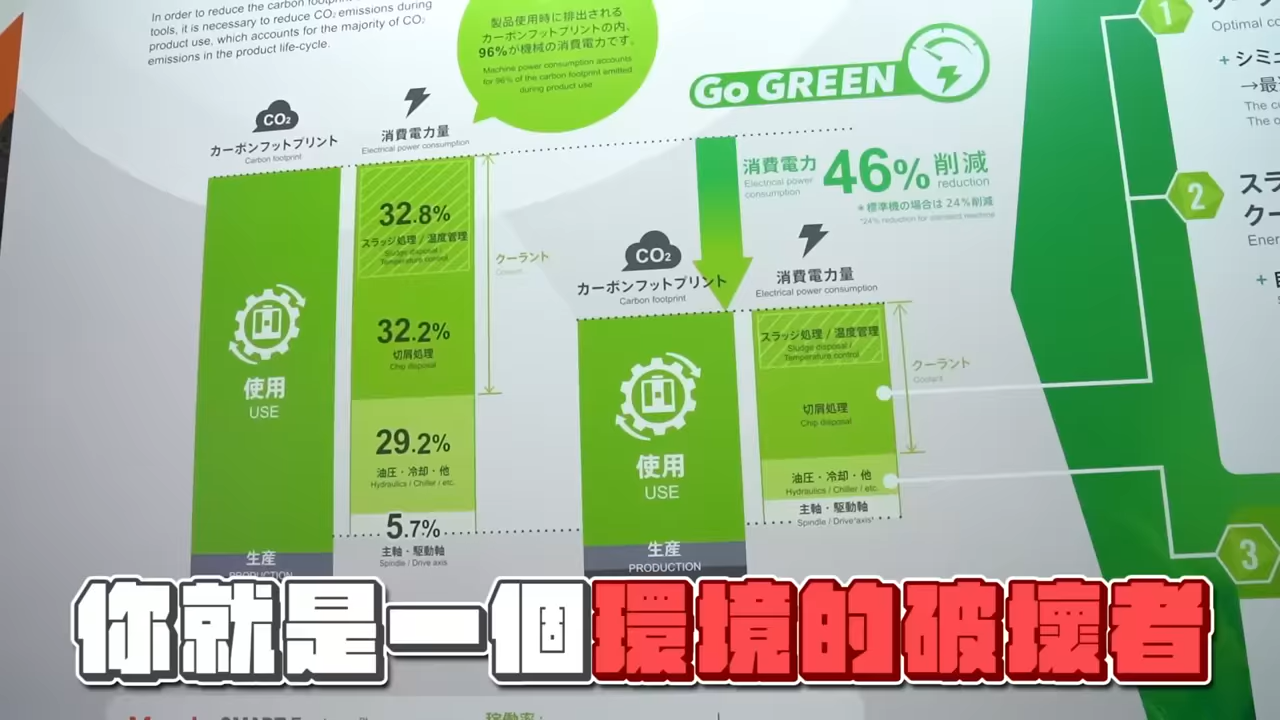 In order to reduce the carbon footprint
tools, it is necessary to reduce CO₂ emissions during
product use, which accounts for the majority of CO₂
emissions in the product life-cycle.
製品使用時に排出される
カーボンフットプリントの内、
96%が機械の消費電力です。
Machine power consumption accounts
for 96% of the carbon footprint emitted
during product use
Go GREEN
CO₂
カーボンフットプリント
Carbon footprint
消費電力量
Electrical power consumption
使用
USE
生産
PRODUCTION
32.8%
スラッジ処理 / 温度管理
Sludge disposal /
Temperature control
32.2%
切屑処理
Chip disposal
29.2%
油圧・冷却・他
Hydraulics / Chiller / etc.
5.7%
主軸・駆動軸
Spindle / Drive axis
クーラント
Coolant
消費電力
Electrical power
consumption
46%削減
reduction
＊標準機の場合は24%削減
*24% reduction for standard machine
CO₂
カーボンフットプリント
Carbon footprint
消費電力量
Electrical power consumption
使用
USE
生産
PRODUCTION
スラッジ処理 / 温度管理
Sludge disposal /
Temperature control
切屑処理
Chip disposal
油圧・冷却・他
Hydraulics / Chiller / etc.
主軸・駆動軸
Spindle / Drive axis
クーラント
Coolant
1
Optimal
+ シミュ
→最
The
The
2
スラ
クー
3
你就是一個環境的破壞者
稼働率